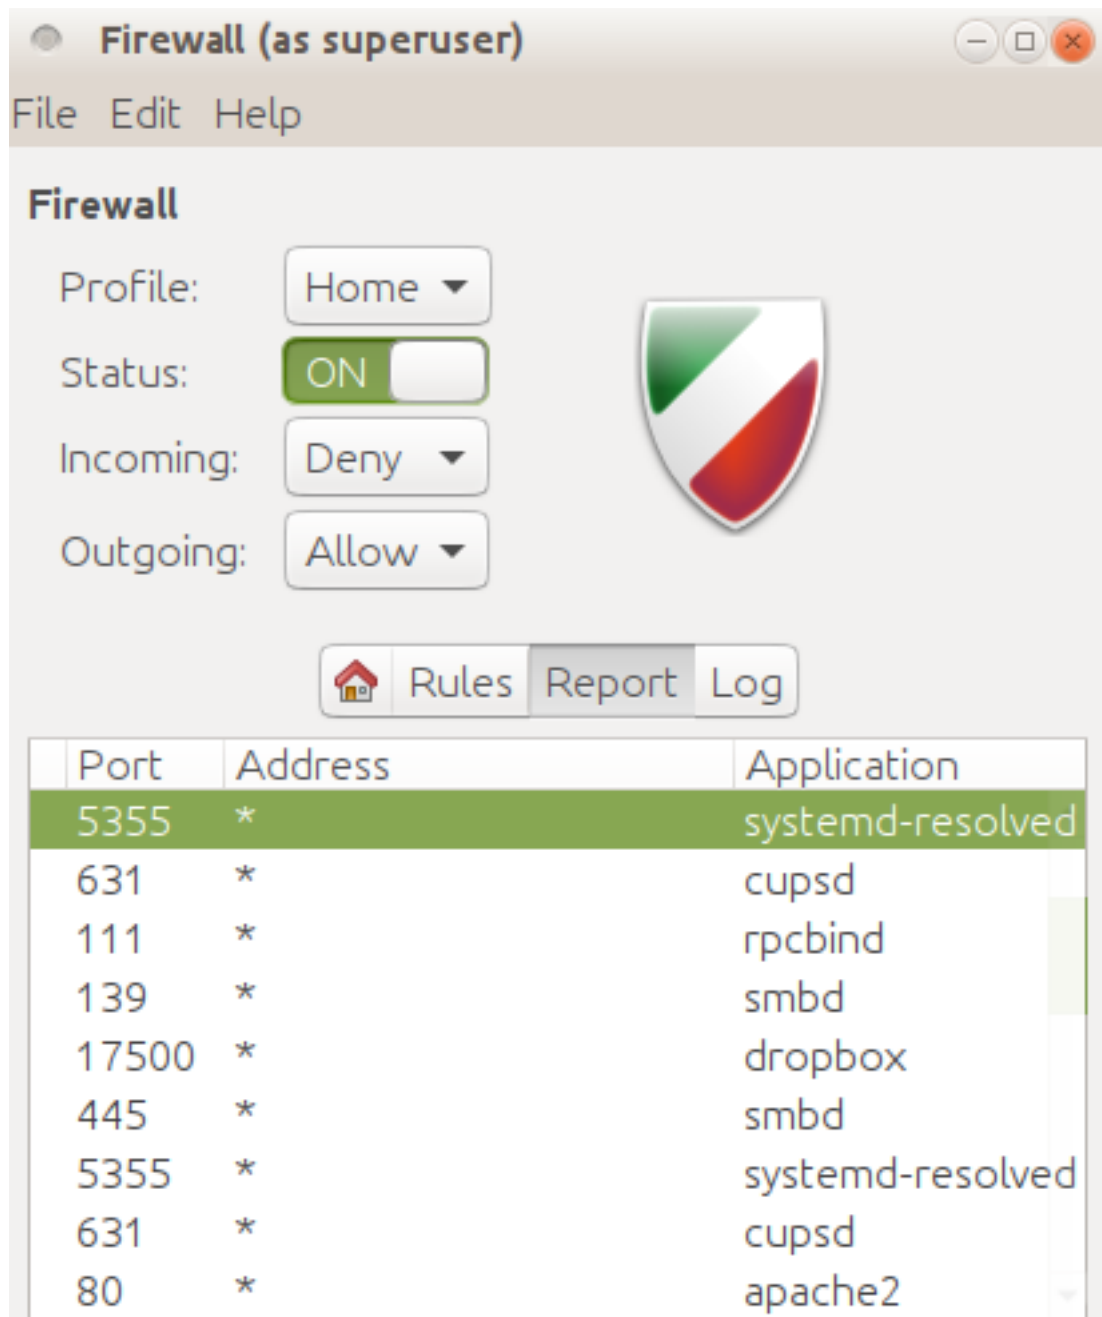 Firewall (as superuser)
File Edit Help
Firewall
Profile: Home
Status: ON
Incoming: Deny
Outgoing: Allow
Rules Report Log
Port Address Application
5355 * systemd-resolved
631 * cupsd
111 * rpcbind
139 * smbd
17500 * dropbox
445 * smbd
5355 * systemd-resolved
631 * cupsd
80 * apache2